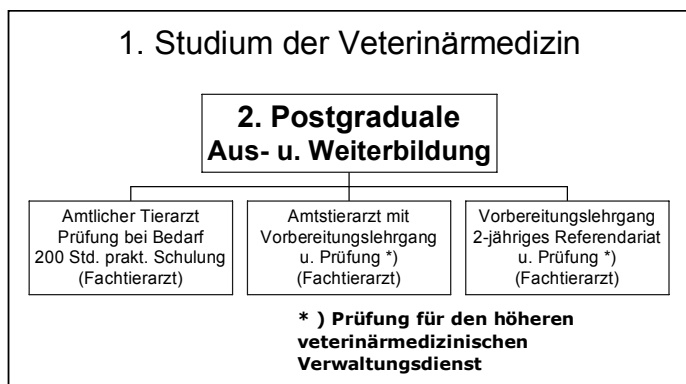 1. Studium der Veterinärmedizin
2. Postgraduale
Aus- u. Weiterbildung
Amtlicher Tierarzt
Prüfung bei Bedarf
200 Std. prakt. Schulung
(Fachtierarzt)
Amtstierarzt mit
Vorbereitungslehrgang
u. Prüfung *)
(Fachtierarzt)
Vorbereitungslehrgang
2-jähriges Referendariat
u. Prüfung *)
(Fachtierarzt)
* ) Prüfung für den höheren
veterinärmedizinischen
Verwaltungsdienst